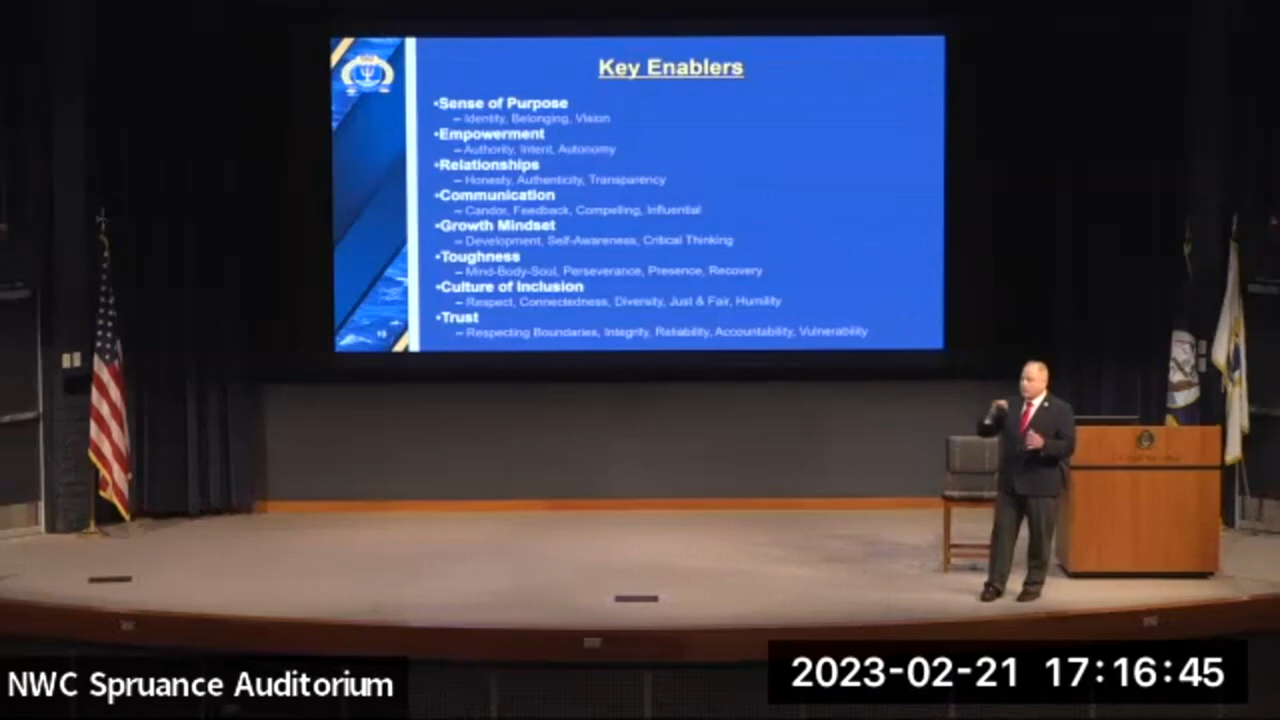 Key Enablers
•Sense of Purpose
– Identity, Belonging, Vision
•Empowerment
– Authority, Intent, Autonomy
•Relationships
– Honesty, Authenticity, Transparency
•Communication
– Candor, Feedback, Compelling, Influential
•Growth Mindset
– Development, Self-Awareness, Critical Thinking
•Toughness
– Mind-Body-Soul, Perseverance, Presence, Recovery
•Culture of Inclusion
– Respect, Connectedness, Diversity, Just & Fair, Humility
•Trust
– Respecting Boundaries, Integrity, Reliability, Accountability, Vulnerability
NWC Spruance Auditorium
2023-02-21 17:16:45